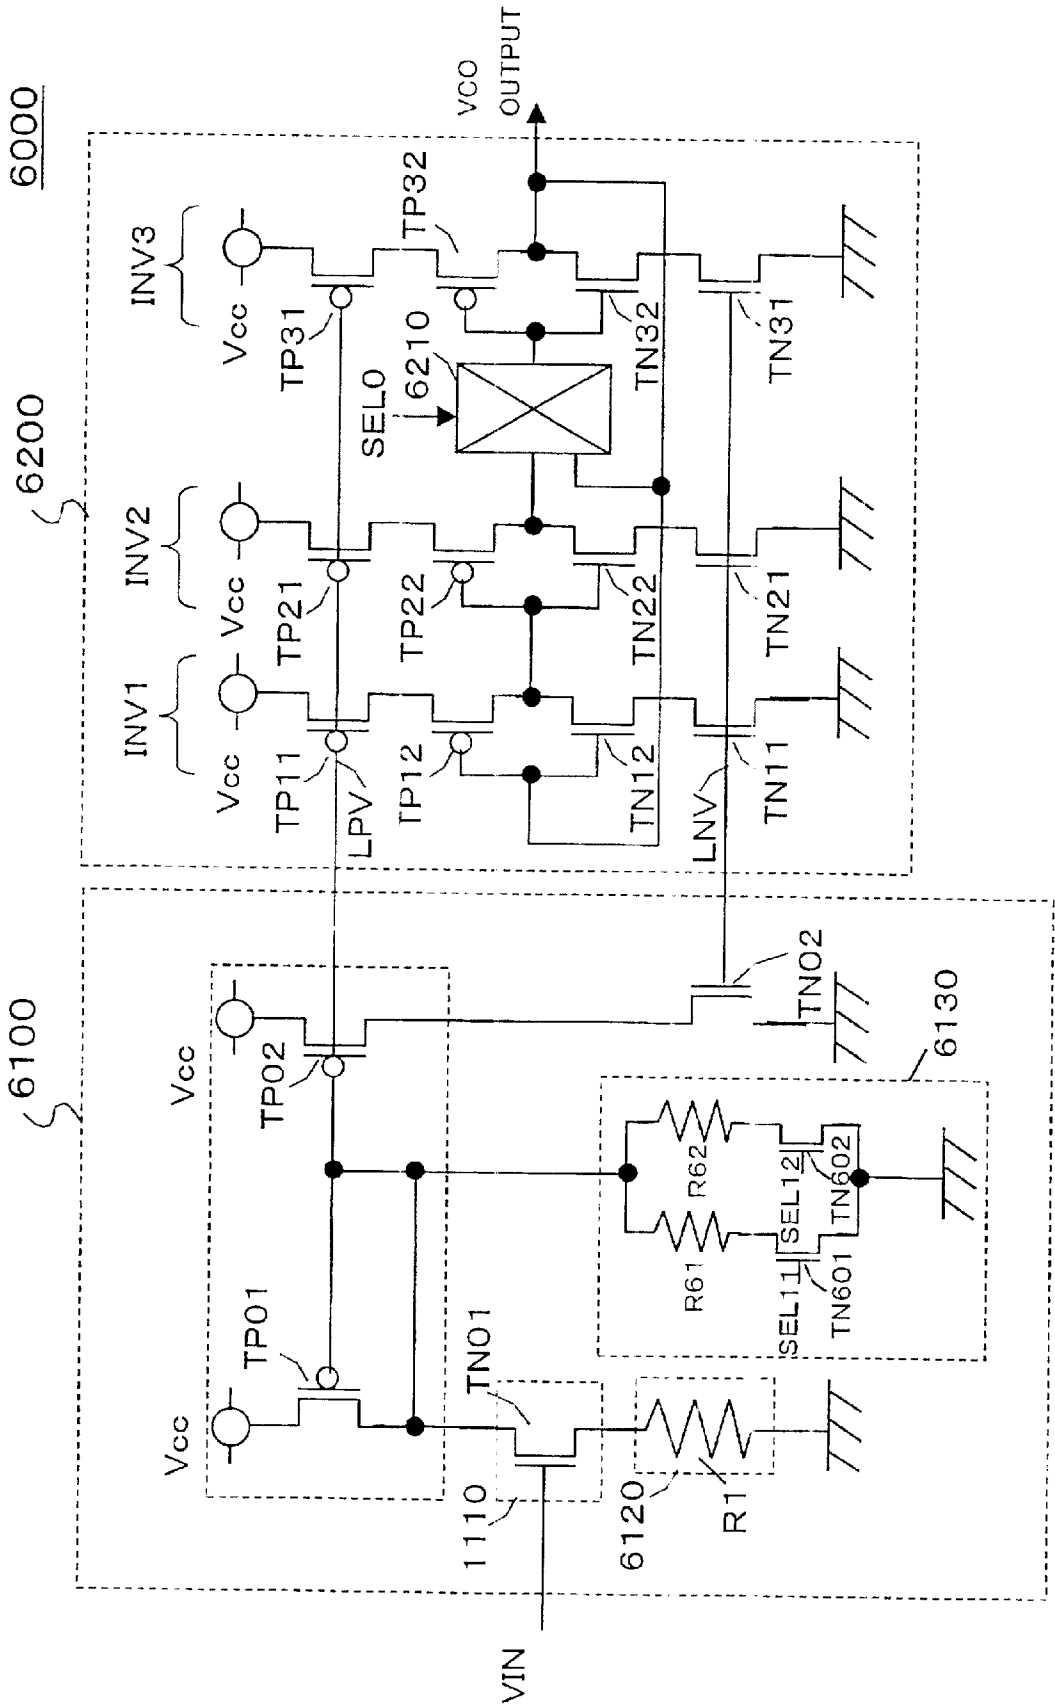 6000
6200
6100
INV1
INV2
INV3
Vcc
Vcc
Vcc
Vcc
Vcc
TP01
TP02
TP11
TP21
TP31
LPV
TP12
TP22
TP32
SEL0
6210
VCO
OUTPUT
TN01
1110
VIN
6120
R1
R61
R62
SEL11
SEL12
TN601
TN602
6130
TN02
TN12
TN22
TN32
LNV
TN11
TN21
TN31